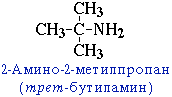 CH₃
CH₃-C-NH₂
CH₃
2-Амино-2-метилпропан
(трет-бутиламин)